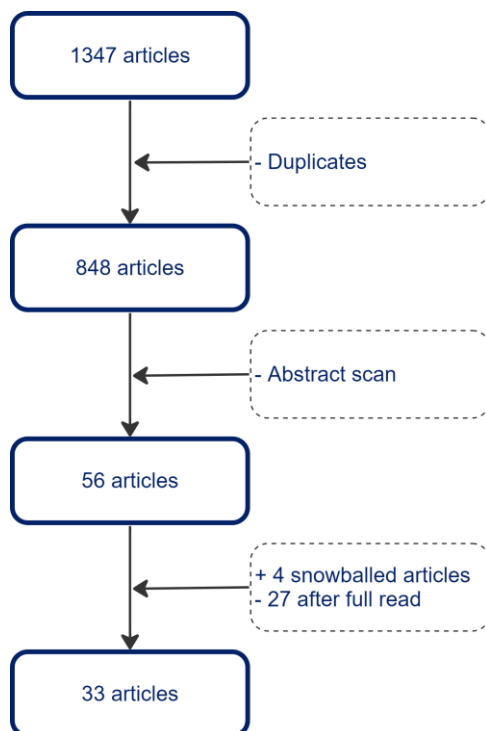 1347 articles
- Duplicates
848 articles
- Abstract scan
56 articles
+ 4 snowballed articles
- 27 after full read
33 articles